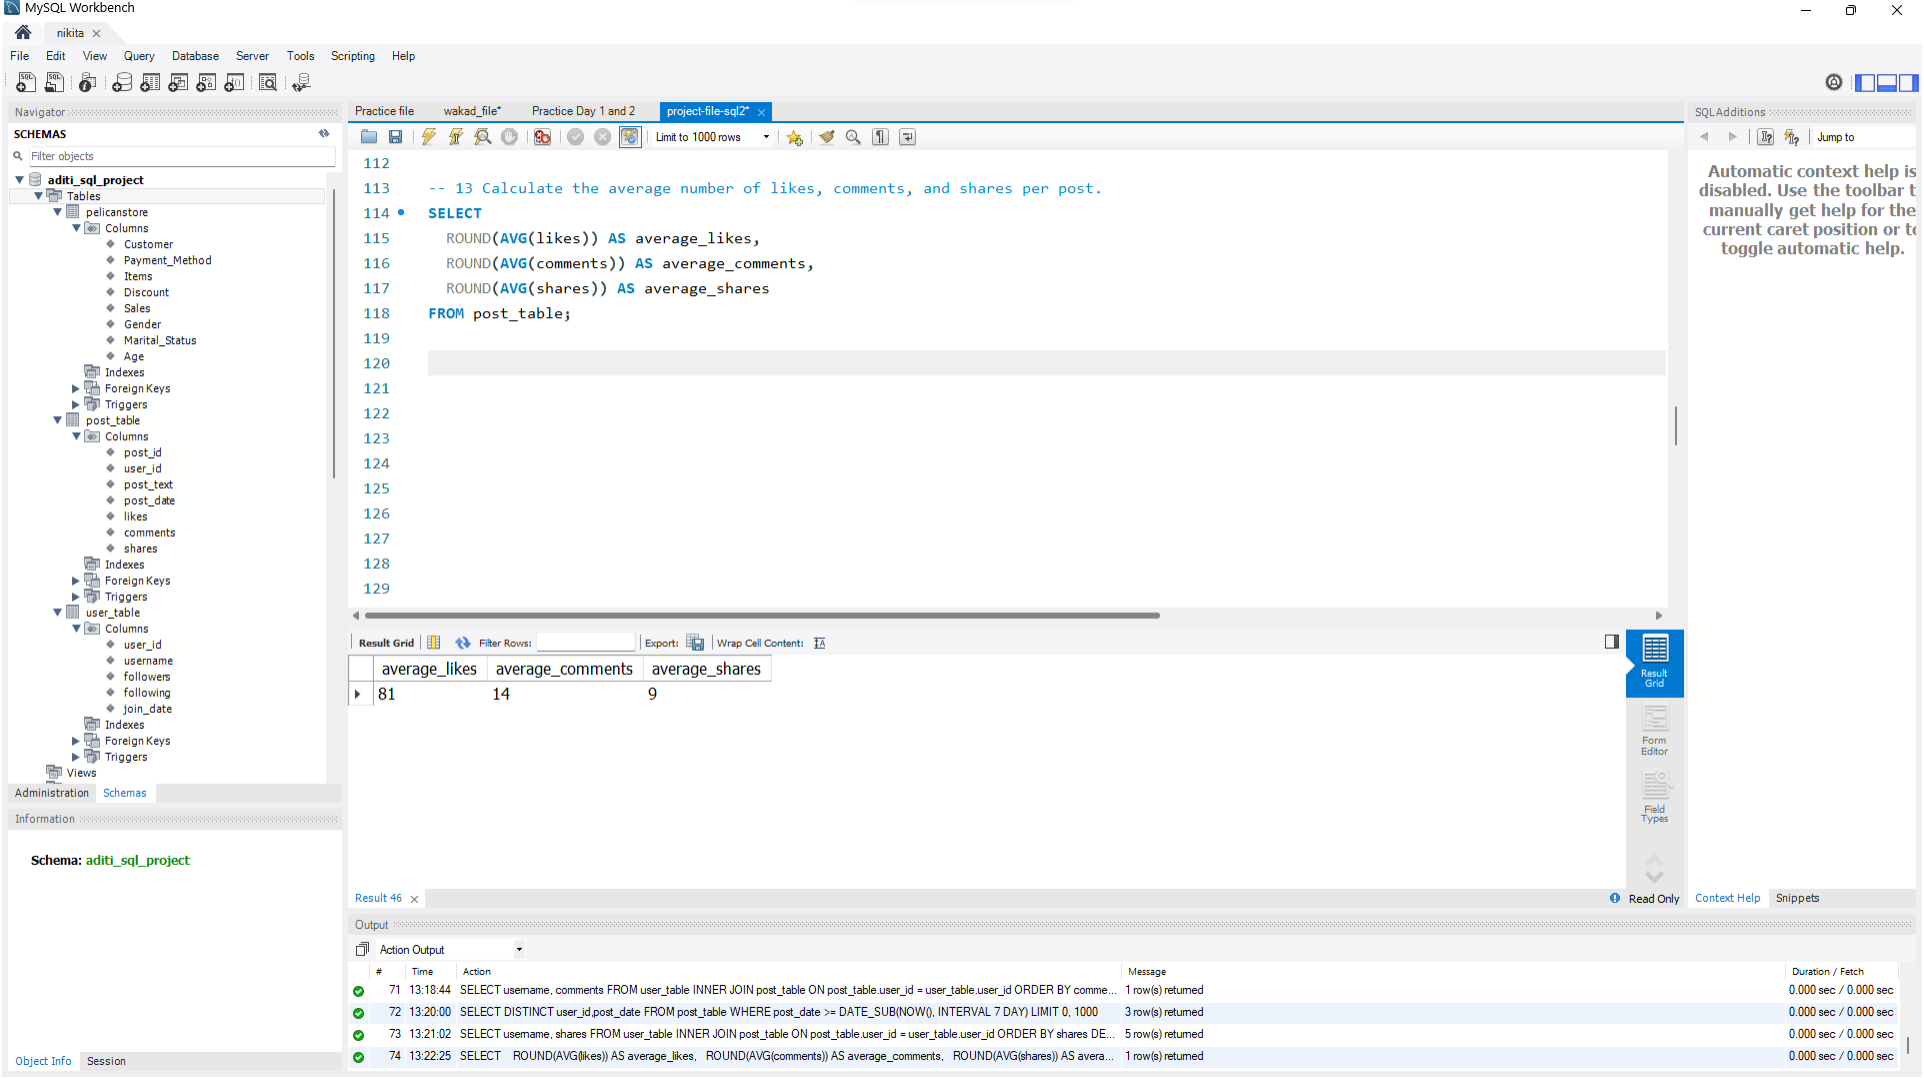 MySQL Workbench
nikita
File Edit View Query Database Server Tools Scripting Help
Navigator
SCHEMAS
Filter objects
aditi_sql_project
Tables
pelicanstore
Columns
Customer
Payment_Method
Items
Discount
Sales
Gender
Marital_Status
Age
Indexes
Foreign Keys
Triggers
post_table
Columns
post_id
user_id
post_text
post_date
likes
comments
shares
Indexes
Foreign Keys
Triggers
user_table
Columns
user_id
username
followers
following
join_date
Indexes
Foreign Keys
Triggers
Views
Administration Schemas
Information
Schema: aditi_sql_project
Object Info Session
Practice file wakad_file* Practice Day 1 and 2 project-file-sql2*
Limit to 1000 rows
112
113 -- 13 Calculate the average number of likes, comments, and shares per post.
114 SELECT
115 ROUND(AVG(likes)) AS average_likes,
116 ROUND(AVG(comments)) AS average_comments,
117 ROUND(AVG(shares)) AS average_shares
118 FROM post_table;
119
120
121
122
123
124
125
126
127
128
129
Result Grid Filter Rows: Export: Wrap Cell Content:
average_likes average_comments average_shares
81 14 9
Result Grid
Form Editor
Field Types
Result 46
Read Only
Output
Action Output
# Time Action Message Duration / Fetch
71 13:18:44 SELECT username, comments FROM user_table INNER JOIN post_table ON post_table.user_id = user_table.user_id ORDER BY comme... 1 row(s) returned 0.000 sec / 0.000 sec
72 13:20:00 SELECT DISTINCT user_id,post_date FROM post_table WHERE post_date >= DATE_SUB(NOW(), INTERVAL 7 DAY) LIMIT 0, 1000 3 row(s) returned 0.000 sec / 0.000 sec
73 13:21:02 SELECT username, shares FROM user_table INNER JOIN post_table ON post_table.user_id = user_table.user_id ORDER BY shares DE... 5 row(s) returned 0.000 sec / 0.000 sec
74 13:22:25 SELECT ROUND(AVG(likes)) AS average_likes, ROUND(AVG(comments)) AS average_comments, ROUND(AVG(shares)) AS avera... 1 row(s) returned 0.000 sec / 0.000 sec
SQLAdditions
Jump to
Automatic context help is
disabled. Use the toolbar t
manually get help for the
current caret position or to
toggle automatic help.
Context Help Snippets